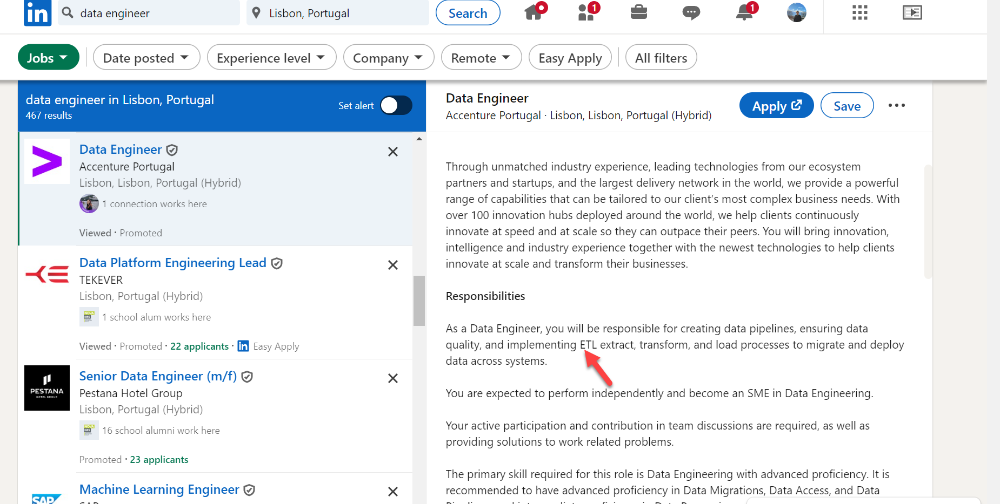 in
data engineer
Lisbon, Portugal
Search
1
1
Jobs
Date posted
Experience level
Company
Remote
Easy Apply
All filters
data engineer in Lisbon, Portugal
467 results
Set alert
Data Engineer
Accenture Portugal
Lisbon, Lisbon, Portugal (Hybrid)
1 connection works here
Viewed · Promoted
Data Platform Engineering Lead
TEKEVER
Lisbon, Portugal (Hybrid)
NOVA
IMS
1 school alum works here
Viewed · Promoted · 22 applicants · in Easy Apply
PESTANA
HOTEL GROUP
Senior Data Engineer (m/f)
Pestana Hotel Group
Lisbon, Portugal (Hybrid)
NOVA
IMS
16 school alumni work here
Promoted · 23 applicants
SAP
Machine Learning Engineer
SAP
Data Engineer
Accenture Portugal · Lisbon, Lisbon, Portugal (Hybrid)
Apply
Save
Through unmatched industry experience, leading technologies from our ecosystem
partners and startups, and the largest delivery network in the world, we provide a powerful
range of capabilities that can be tailored to our client’s most complex business needs. With
over 100 innovation hubs deployed around the world, we help clients continuously
innovate at speed and at scale so they can outpace their peers. You will bring innovation,
intelligence and industry experience together with the newest technologies to help clients
innovate at scale and transform their businesses.
Responsibilities
As a Data Engineer, you will be responsible for creating data pipelines, ensuring data
quality, and implementing ETL extract, transform, and load processes to migrate and deploy
data across systems.
You are expected to perform independently and become an SME in Data Engineering.
Your active participation and contribution in team discussions are required, as well as
providing solutions to work related problems.
The primary skill required for this role is Data Engineering with advanced proficiency. It is
recommended to have advanced proficiency in Data Migrations, Data Access, and Data